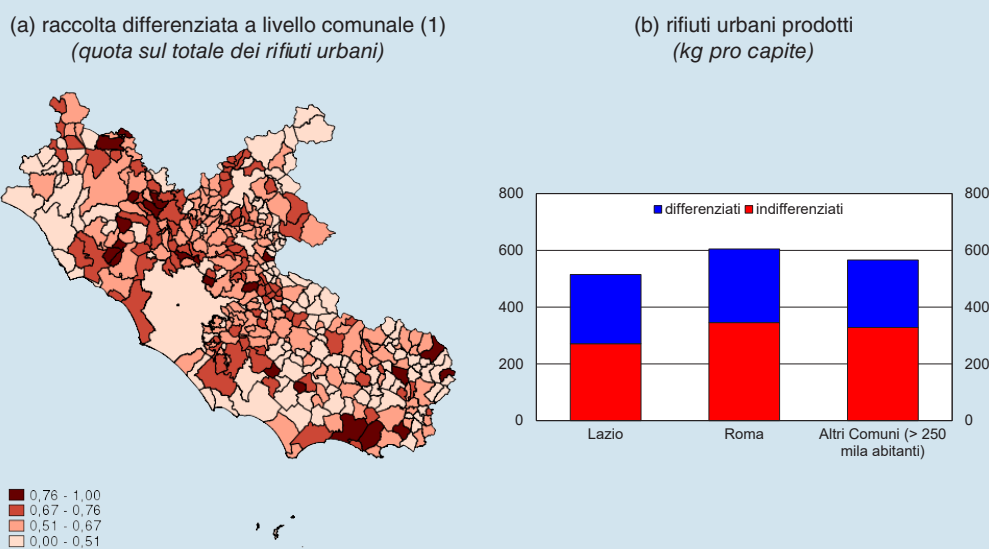 (a) raccolta differenziata a livello comunale (1)
(quota sul totale dei rifiuti urbani)
0,76 - 1,00
0,67 - 0,76
0,51 - 0,67
0,00 - 0,51
(b) rifiuti urbani prodotti
(kg pro capite)
800 800
differenziati indifferenziati
600 600
400 400
200 200
0 0
Lazio Roma Altri Comuni (> 250
mila abitanti)